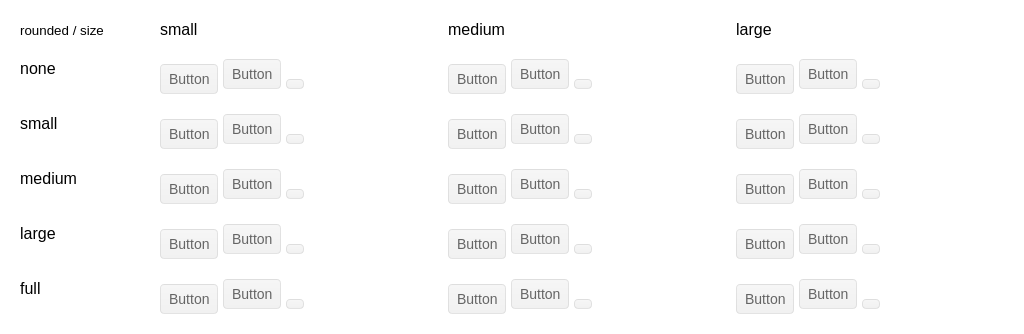 rounded / size small medium large
none Button Button Button Button Button Button
small Button Button Button Button Button Button
medium Button Button Button Button Button Button
large Button Button Button Button Button Button
full Button Button Button Button Button Button